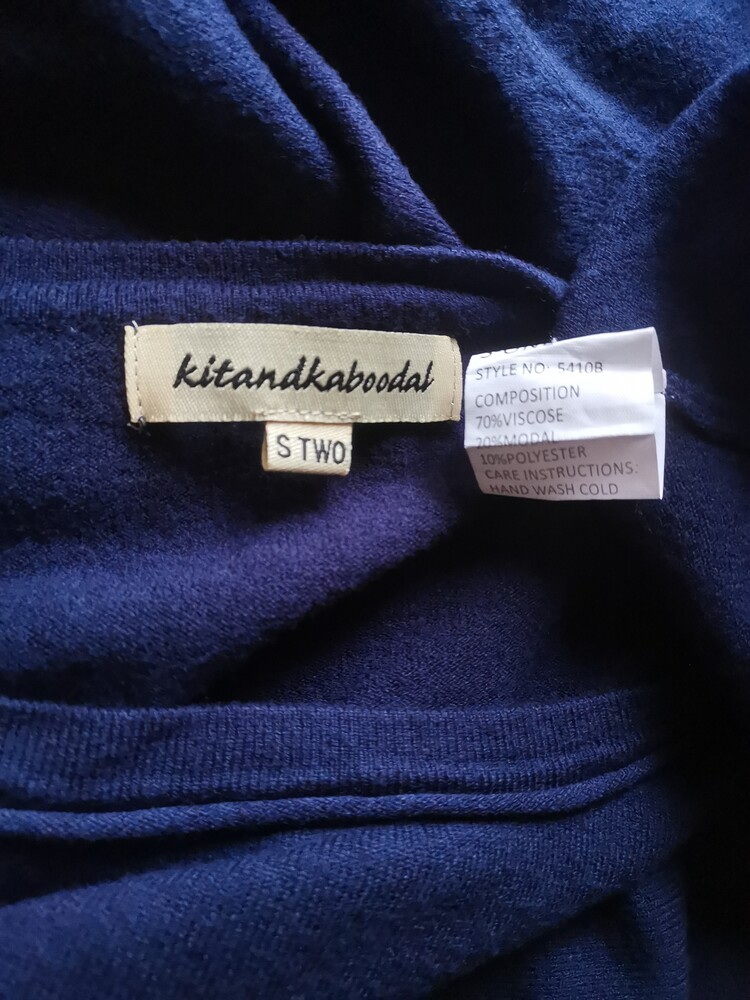 kitandkaboodal
S TWO
STYLE NO: 5410B
COMPOSITION
70%VISCOSE
20%MODAL
10%POLYESTER
CARE INSTRUCTIONS:
HAND WASH COLD